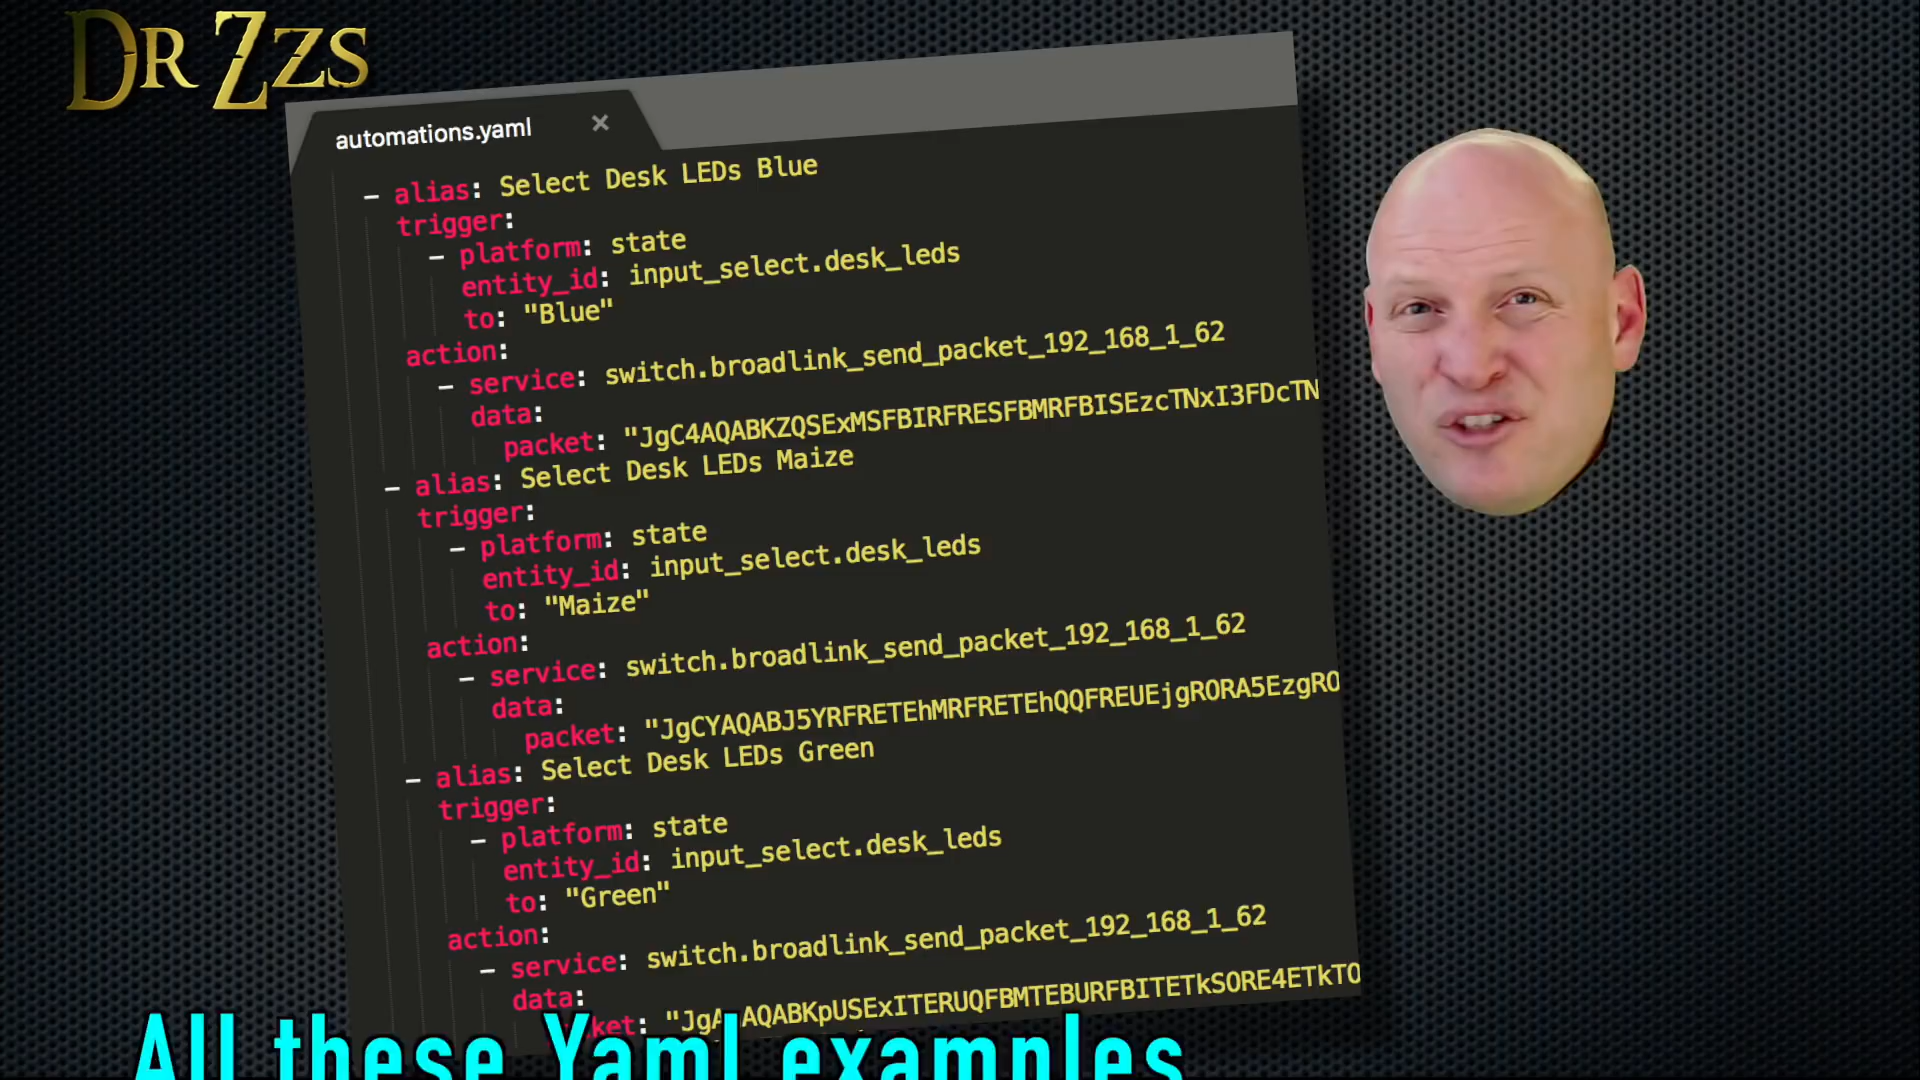 DR ZZS
automations.yaml ×
- alias: Select Desk LEDs Blue
trigger:
- platform: state
entity_id: input_select.desk_leds
to: "Blue"
action:
- service: switch.broadlink_send_packet_192_168_1_62
data:
packet: "JgC4AQABKZQSExMSFBIRFRESFBMRFBISEzcTNxI3FDcTN
- alias: Select Desk LEDs Maize
trigger:
- platform: state
entity_id: input_select.desk_leds
to: "Maize"
action:
- service: switch.broadlink_send_packet_192_168_1_62
data:
packet: "JgCYAQABJ5YRFRETEhMRFRETEhQQFREUEjgRORA5EzgRO
- alias: Select Desk LEDs Green
trigger:
- platform: state
entity_id: input_select.desk_leds
to: "Green"
action:
- service: switch.broadlink_send_packet_192_168_1_62
data:
All these Yaml examples